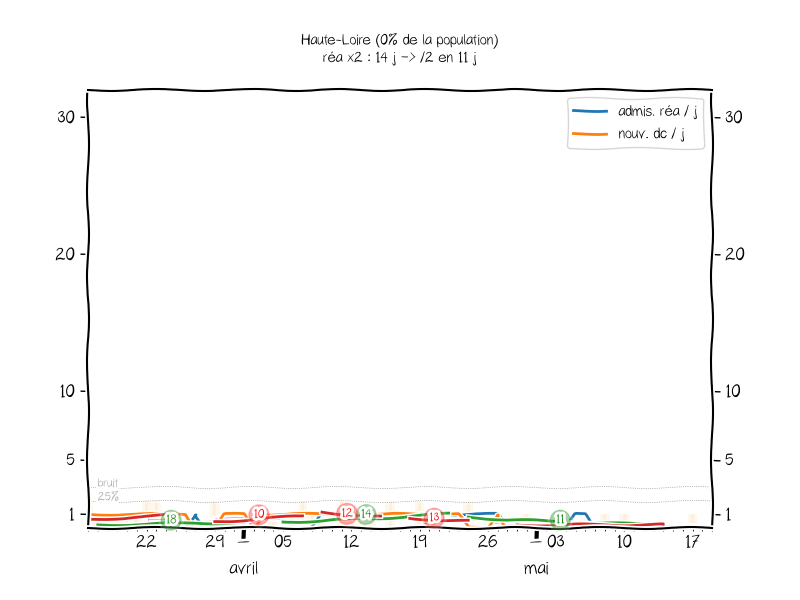 Haute-Loire (0% de la population)
réa x2 : 14 j -> /2 en 11 j
admis. réa / j
nouv. dc / j
30 30
20 20
10 10
5 5
bruit
25%
1 1
18 10 12 14 13 11
22 29 05 12 19 26 03 10 17
avril mai